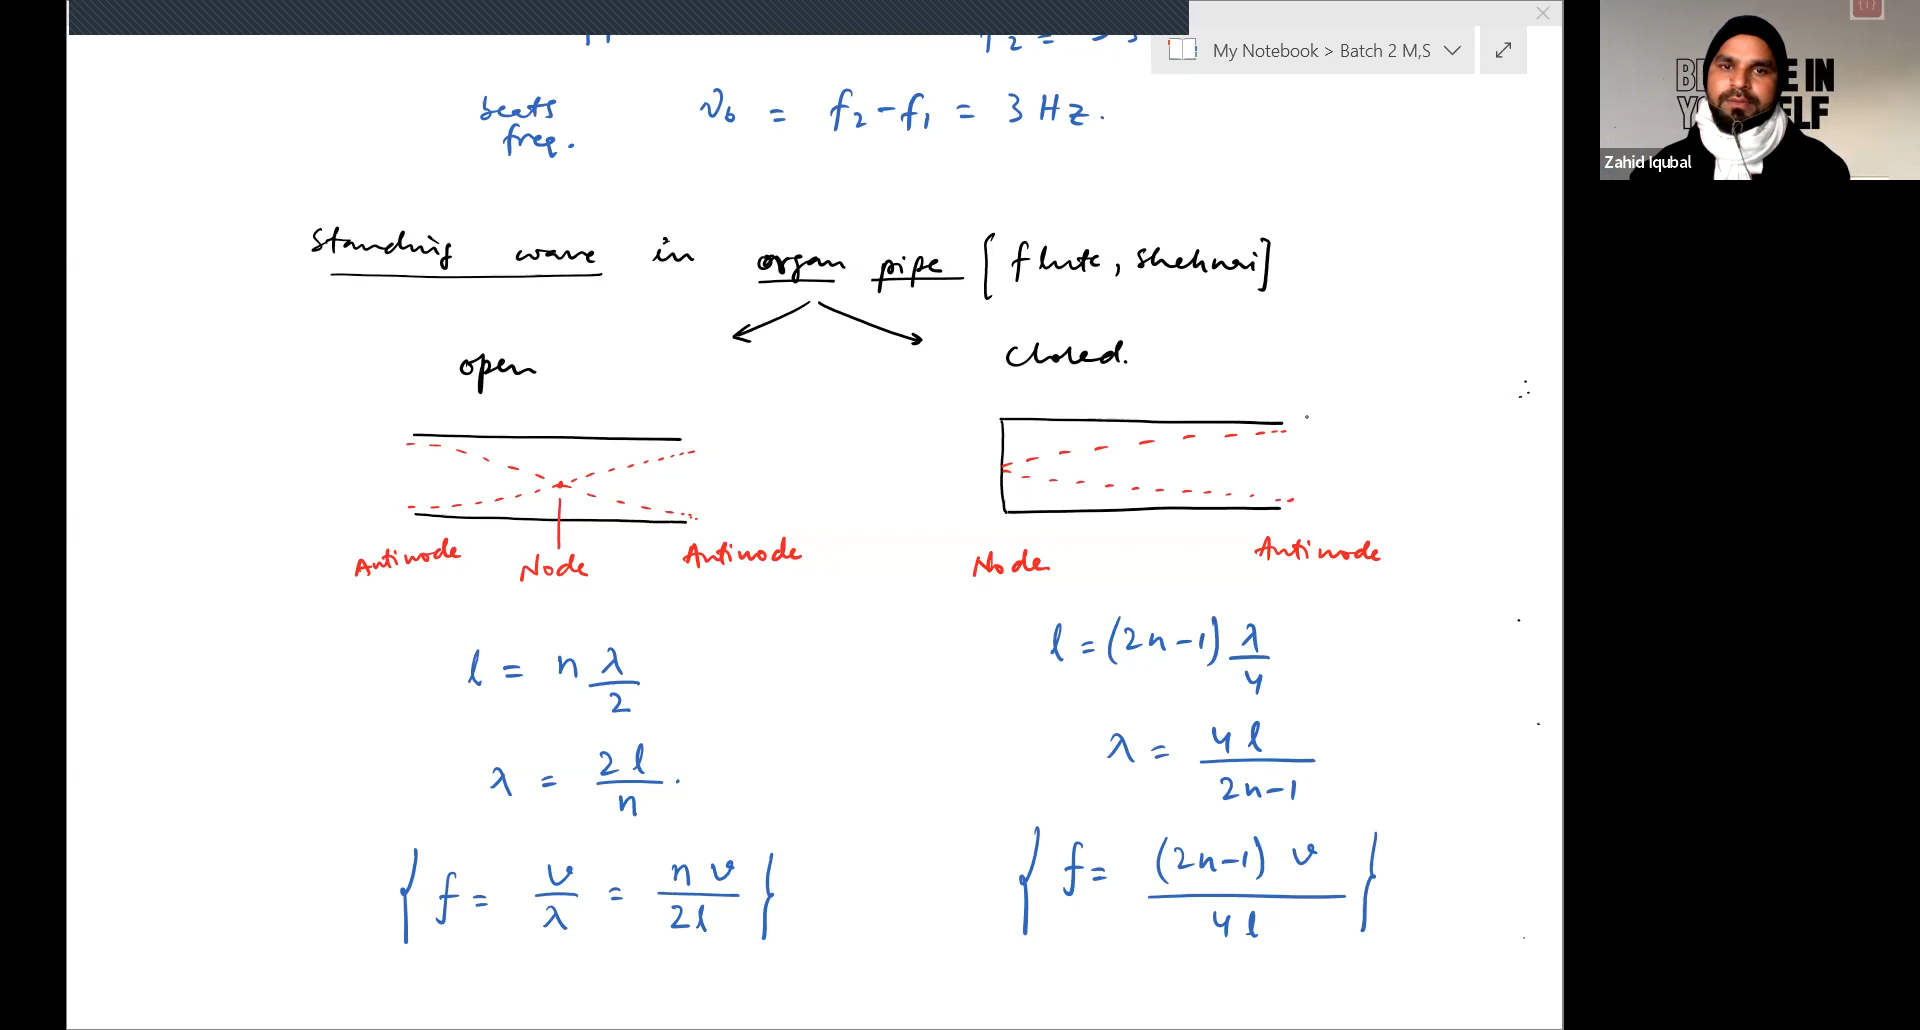 My Notebook > Batch 2 M,S
beats freq. ν_b = f₂ - f₁ = 3 Hz.
Standing wave in organ pipe [flute, shehnai]
open
closed.
Antinode Node Antinode
Node Antinode
l = n λ/2
λ = 2l/n.
{ f = v/λ = nv/2l }
l = (2n-1) λ/4
λ = 4l/2n-1
{ f = (2n-1) v/4l }
Zahid Iqubal